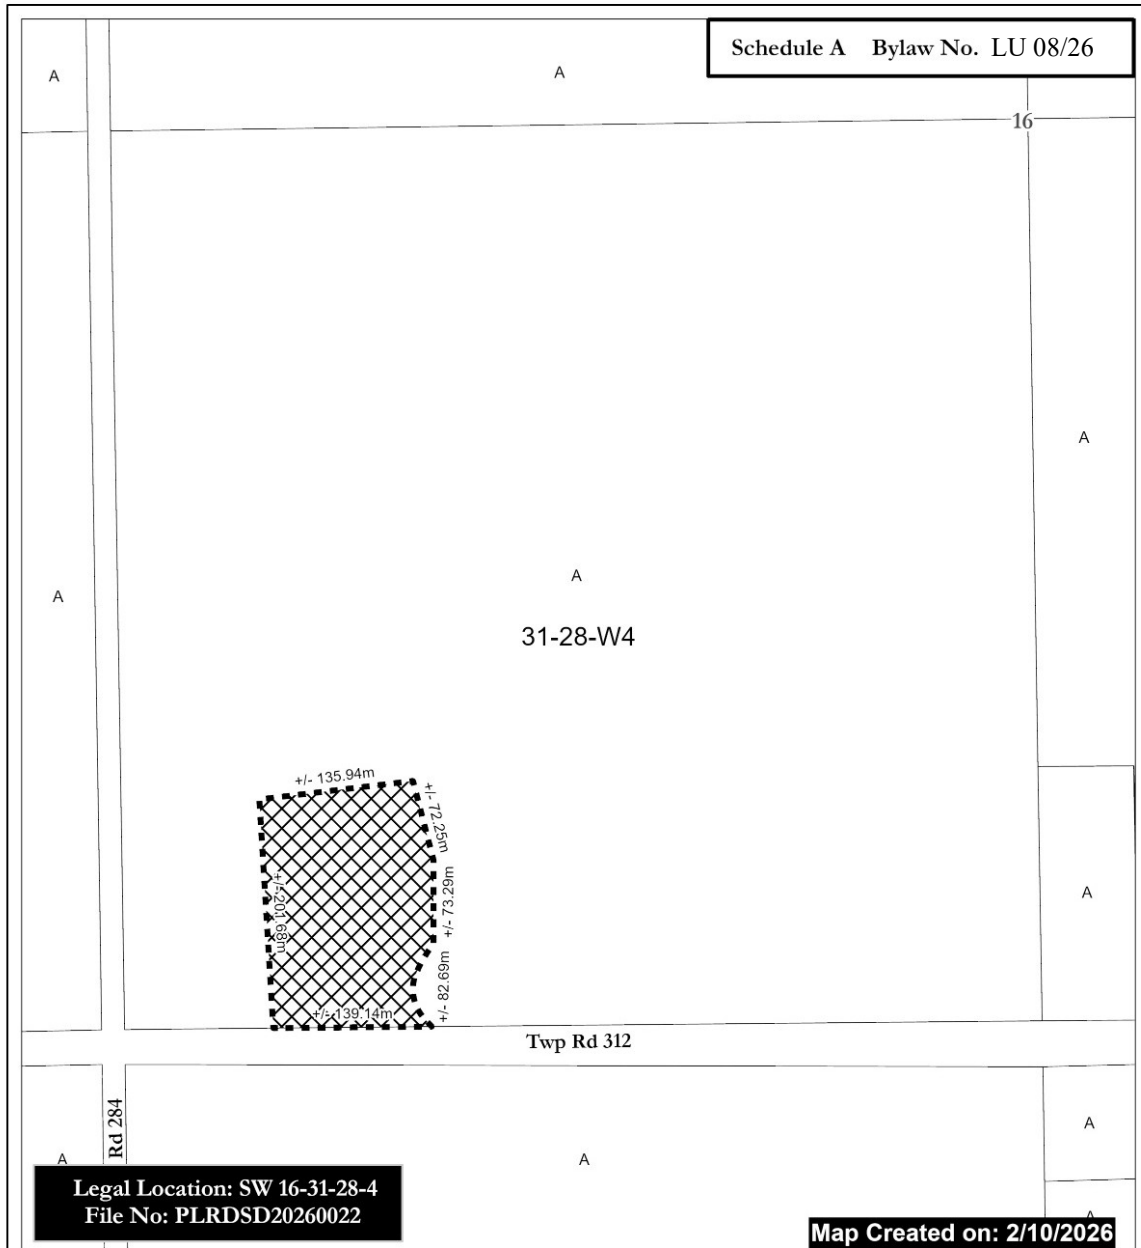 Schedule A Bylaw No. LU 08/26
A
A
16
A
A
A
31-28-W4
+/- 135.94m
+/- 72.25m
+/- 73.29m
+/- 201.68m
+/- 82.69m
+/- 139.14m
A
Twp Rd 312
Rd 284
A
A
A
A
Legal Location: SW 16-31-28-4
File No: PLRDSD20260022
Map Created on: 2/10/2026